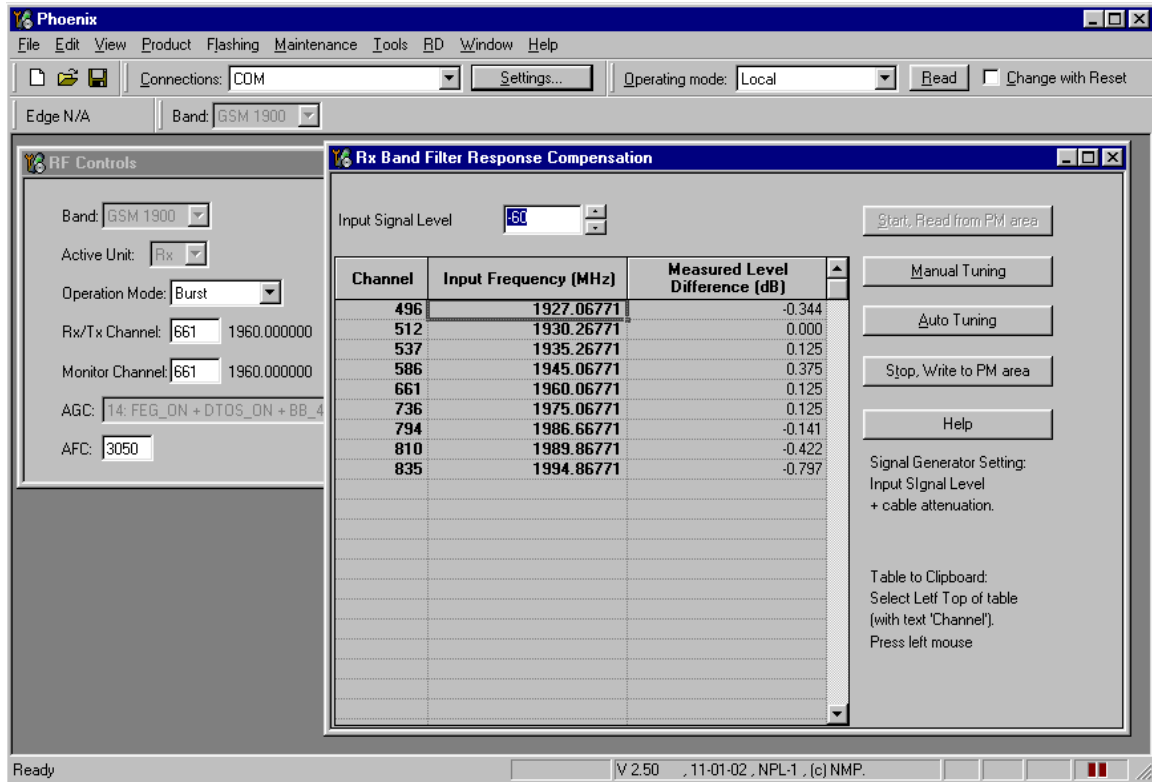 Phoenix
File Edit View Product Flashing Maintenance Tools RD Window Help
Connections: COM Settings... Operating mode: Local Read Change with Reset
Edge N/A Band: GSM 1900
RF Controls
Band: GSM 1900
Active Unit: Rx
Operation Mode: Burst
Rx/Tx Channel: 661 1960.000000
Monitor Channel: 661 1960.000000
AGC: 14: FEG_ON + DTOS_ON + BB_4
AFC: 3050
Rx Band Filter Response Compensation
Input Signal Level -60
Channel Input Frequency (MHz) Measured Level Difference (dB)
496 1927.06771 -0.344
512 1930.26771 0.000
537 1935.26771 0.125
586 1945.06771 0.375
661 1960.06771 0.125
736 1975.06771 0.125
794 1986.66771 -0.141
810 1989.86771 -0.422
835 1994.86771 -0.797
Start, Read from PM area
Manual Tuning
Auto Tuning
Stop, Write to PM area
Help
Signal Generator Setting:
Input SIgnal Level
+ cable attenuation.
Table to Clipboard:
Select Letf Top of table
(with text 'Channel').
Press left mouse
Ready V 2.50 , 11-01-02 , NPL-1 , (c) NMP.